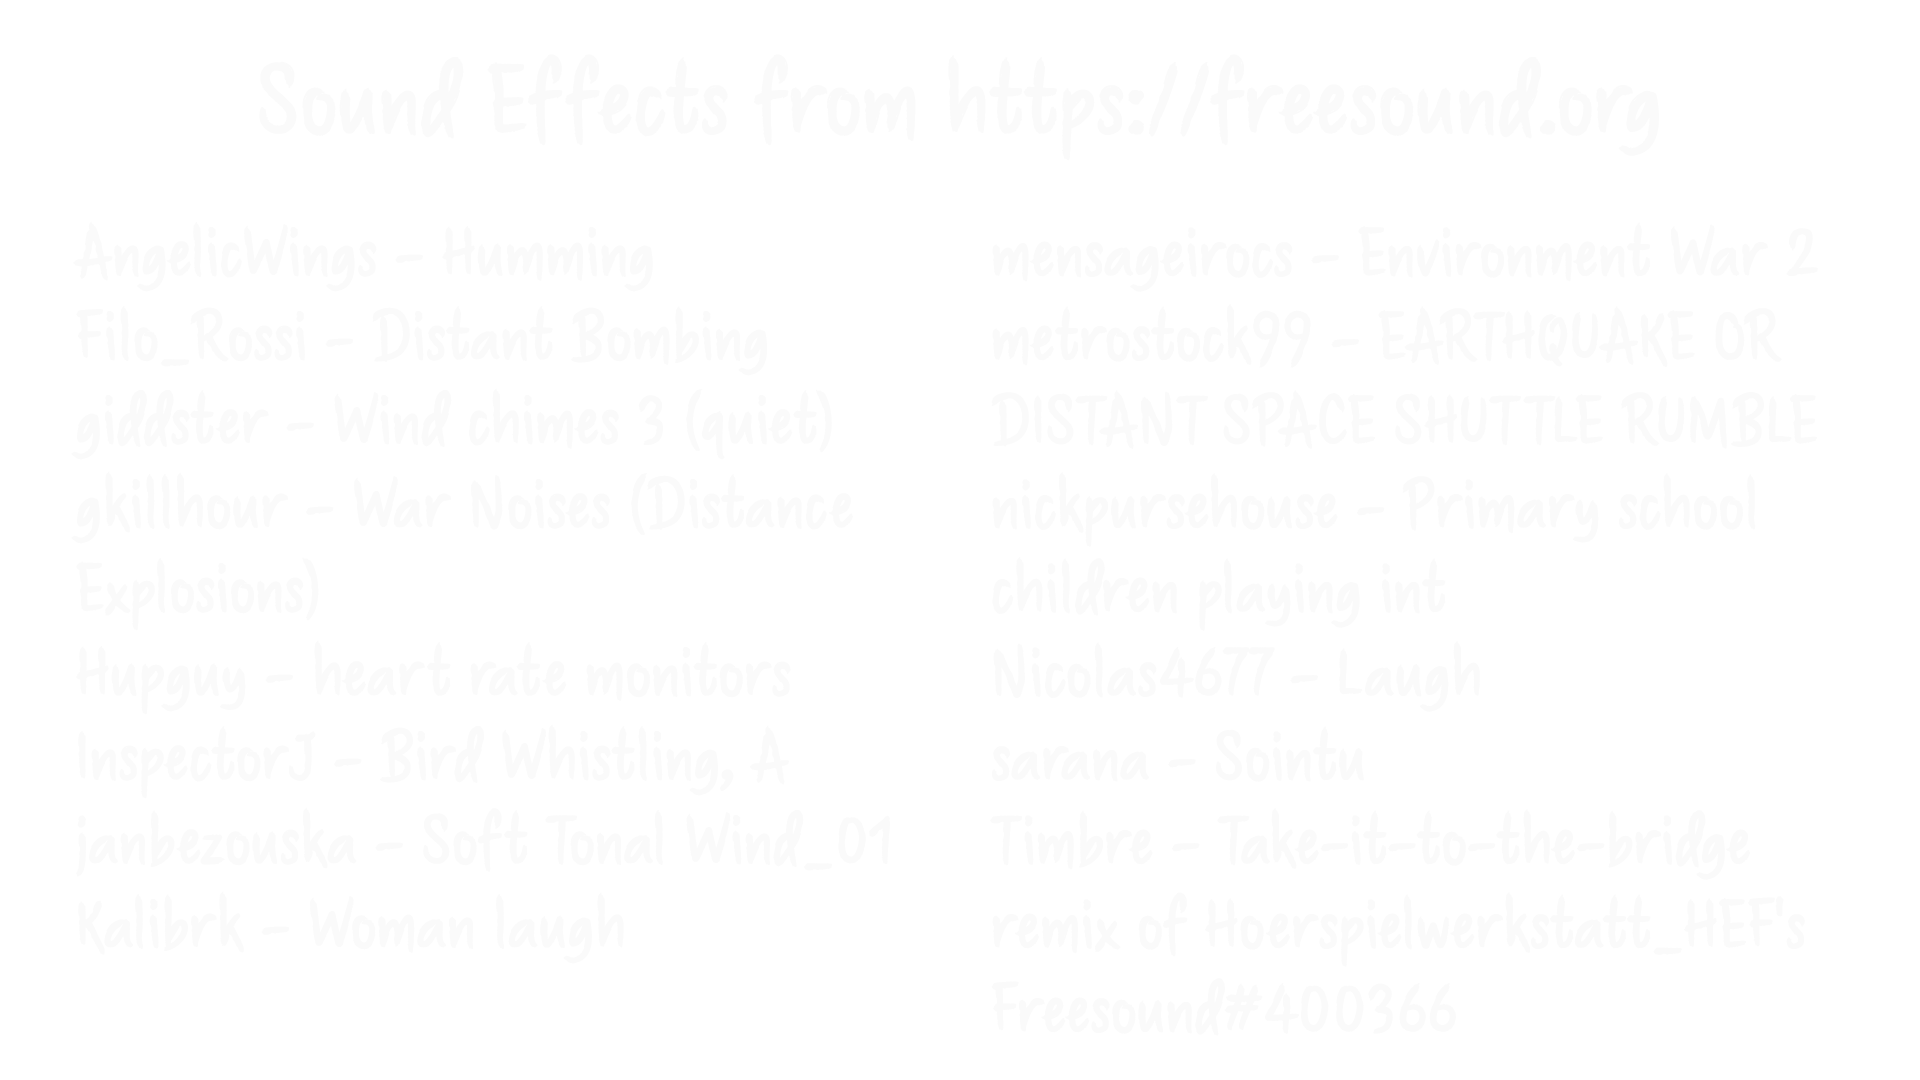 Sound Effects from https://freesound.org
AngelicWings - Humming
Filo_Rossi - Distant Bombing
giddster - Wind chimes 3 (quiet)
gkillhour - War Noises (Distance
Explosions)
Hupguy - heart rate monitors
InspectorJ - Bird Whistling, A
janbezouska - Soft Tonal Wind_01
Kalibrk - Woman laugh
mensageirocs - Environment War 2
metrostock99 - EARTHQUAKE OR
DISTANT SPACE SHUTTLE RUMBLE
nickpursehouse - Primary school
children playing int
Nicolas4677 - Laugh
sarana - Sointu
Timbre - Take-it-to-the-bridge
remix of Hoerspielwerkstatt_HEF's
Freesound#400366